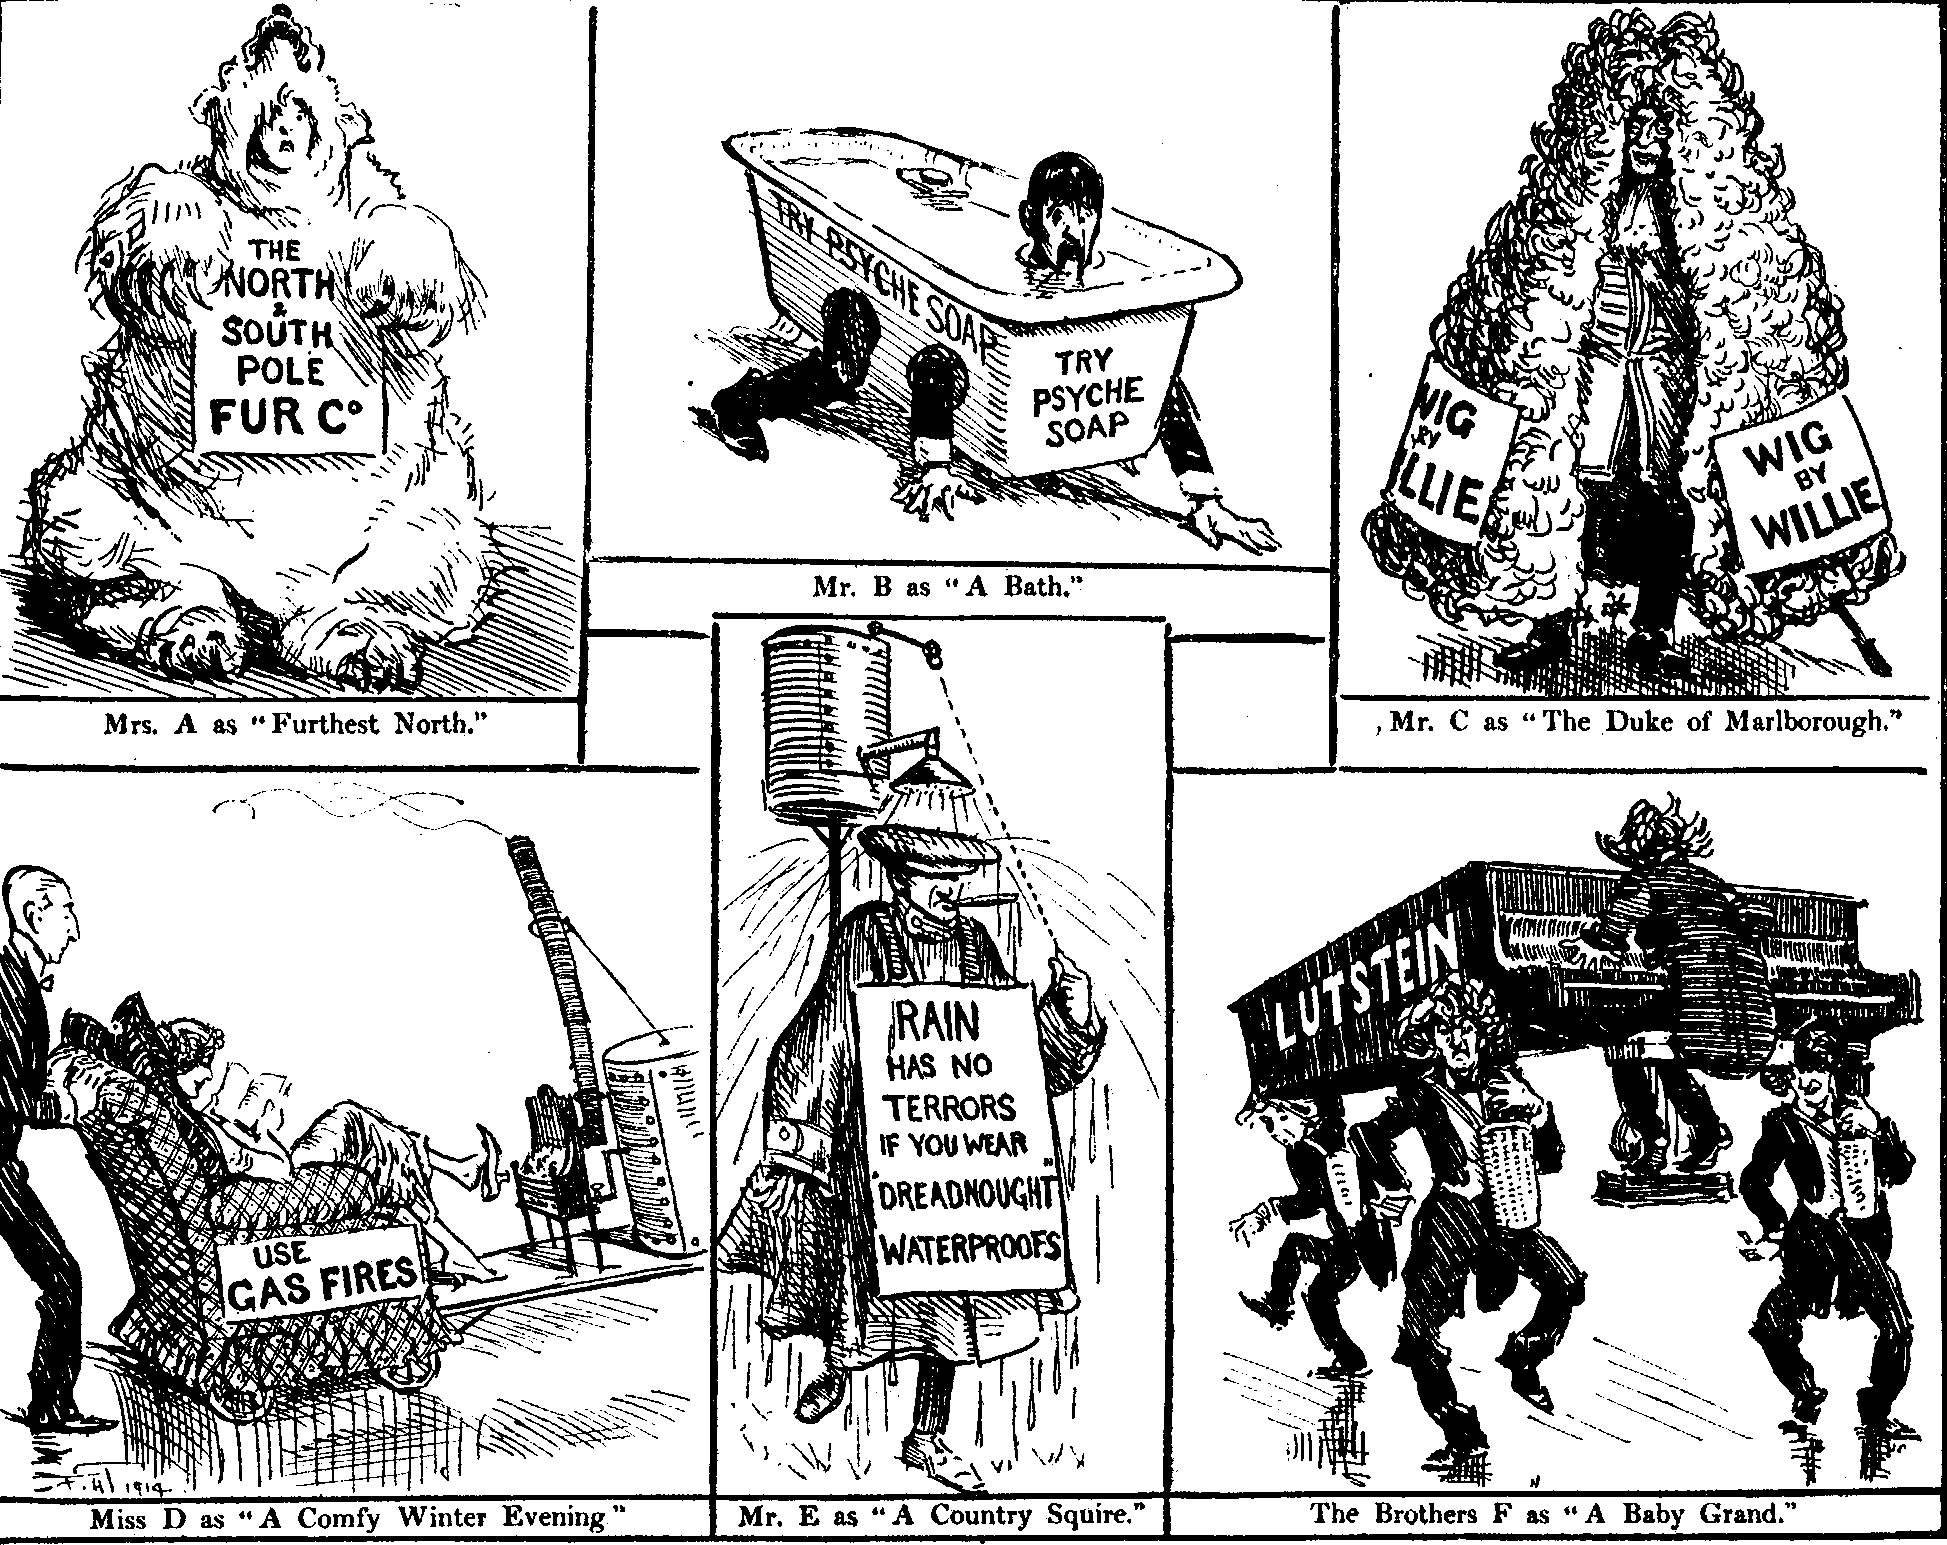 THE
NORTH
&
SOUTH
POLE
FUR Co
Mrs. A as "Furthest North."
TRY PSYCHE SOAP
TRY
PSYCHE
SOAP
Mr. B as "A Bath."
WIG
BY
ILLIE
WIG
BY
WILLIE
Mr. C as "The Duke of Marlborough."
USE
GAS FIRES
1914
Miss D as "A Comfy Winter Evening"
RAIN
HAS NO
TERRORS
IF YOU WEAR
"DREADNOUGHT"
WATERPROOFS
Mr. E as "A Country Squire."
LUTSTEIN
The Brothers F as "A Baby Grand."